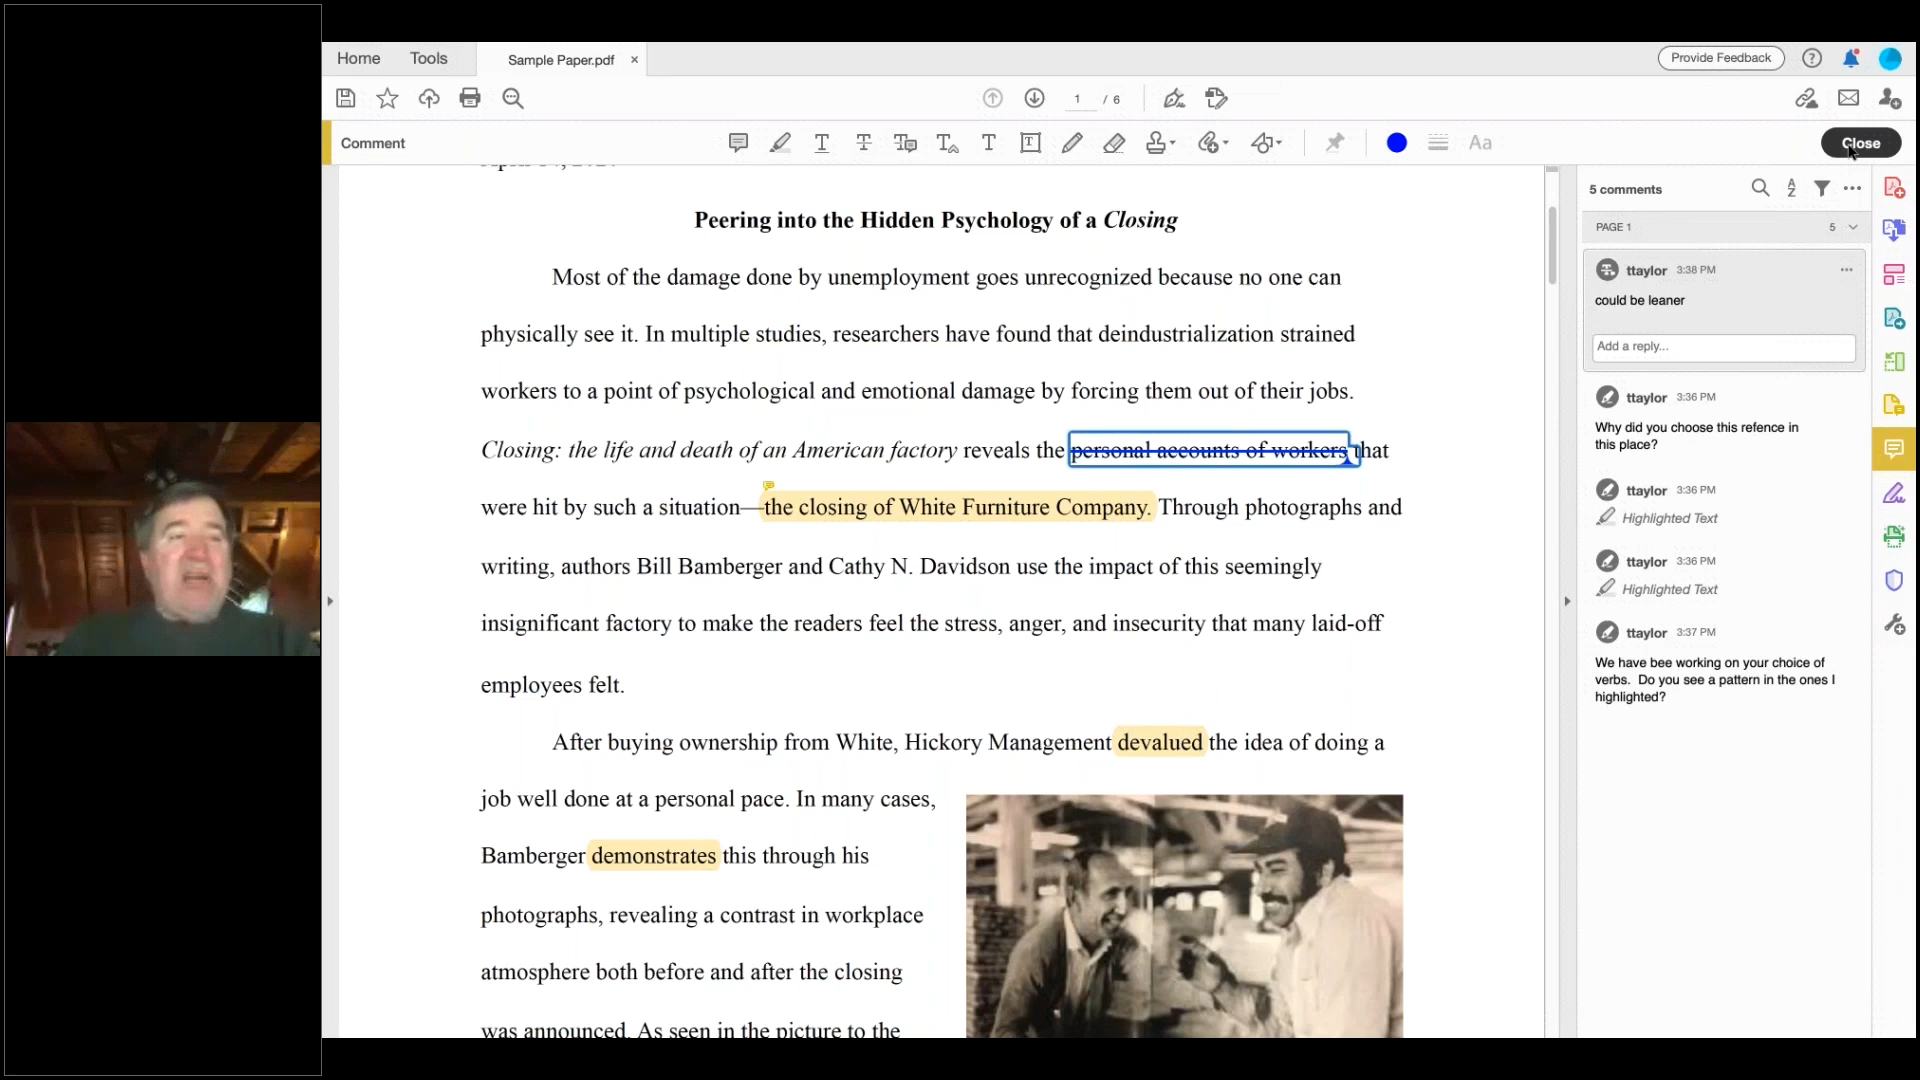 Home Tools Sample Paper.pdf × Provide Feedback
1 / 6
Comment Aa Close
Peering into the Hidden Psychology of a Closing
Most of the damage done by unemployment goes unrecognized because no one can
physically see it. In multiple studies, researchers have found that deindustrialization strained
workers to a point of psychological and emotional damage by forcing them out of their jobs.
Closing: the life and death of an American factory reveals the personal accounts of workers that
were hit by such a situation—the closing of White Furniture Company. Through photographs and
writing, authors Bill Bamberger and Cathy N. Davidson use the impact of this seemingly
insignificant factory to make the readers feel the stress, anger, and insecurity that many laid-off
employees felt.
After buying ownership from White, Hickory Management devalued the idea of doing a
job well done at a personal pace. In many cases,
Bamberger demonstrates this through his
photographs, revealing a contrast in workplace
atmosphere both before and after the closing
was announced. As seen in the picture to the
5 comments
PAGE 1 5
ttaylor 3:38 PM
could be leaner
Add a reply...
ttaylor 3:36 PM
Why did you choose this refence in
this place?
ttaylor 3:36 PM
Highlighted Text
ttaylor 3:36 PM
Highlighted Text
ttaylor 3:37 PM
We have bee working on your choice of
verbs. Do you see a pattern in the ones I
highlighted?